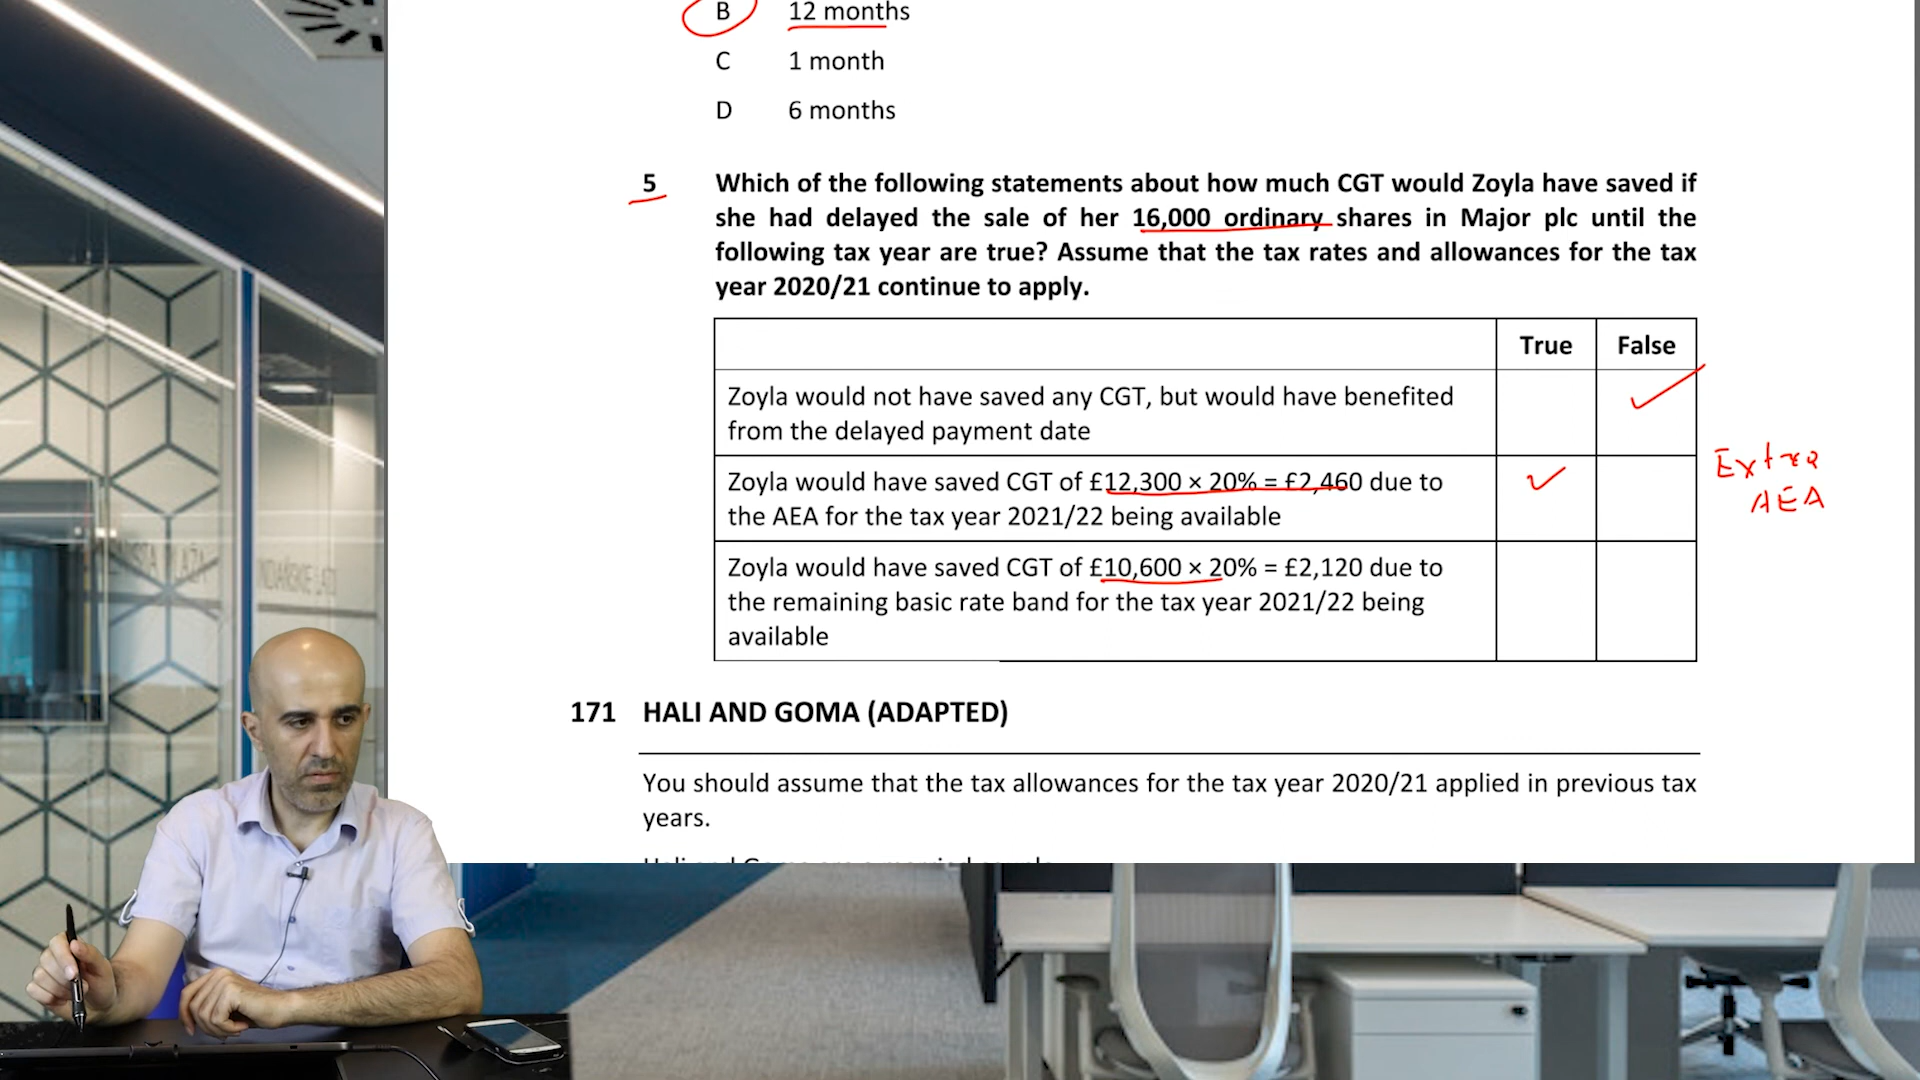 B 12 months
C 1 month
D 6 months
5 Which of the following statements about how much CGT would Zoyla have saved if
she had delayed the sale of her 16,000 ordinary shares in Major plc until the
following tax year are true? Assume that the tax rates and allowances for the tax
year 2020/21 continue to apply.
True False
Zoyla would not have saved any CGT, but would have benefited
from the delayed payment date
Zoyla would have saved CGT of £12,300 × 20% = £2,460 due to
the AEA for the tax year 2021/22 being available
Extra
AEA
Zoyla would have saved CGT of £10,600 × 20% = £2,120 due to
the remaining basic rate band for the tax year 2021/22 being
available
171 HALI AND GOMA (ADAPTED)
You should assume that the tax allowances for the tax year 2020/21 applied in previous tax
years.